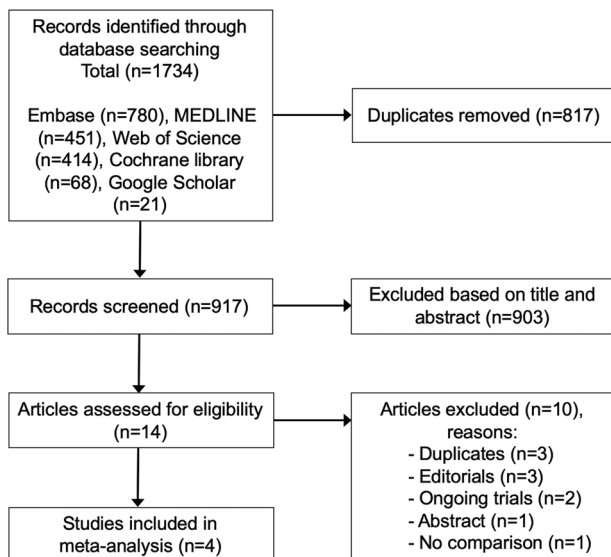 Records identified through
database searching
Total (n=1734)
Embase (n=780), MEDLINE
(n=451), Web of Science
(n=414), Cochrane library
(n=68), Google Scholar
(n=21)
Duplicates removed (n=817)
Records screened (n=917)
Excluded based on title and
abstract (n=903)
Articles assessed for eligibility
(n=14)
Articles excluded (n=10),
reasons:
- Duplicates (n=3)
- Editorials (n=3)
- Ongoing trials (n=2)
- Abstract (n=1)
- No comparison (n=1)
Studies included in
meta-analysis (n=4)